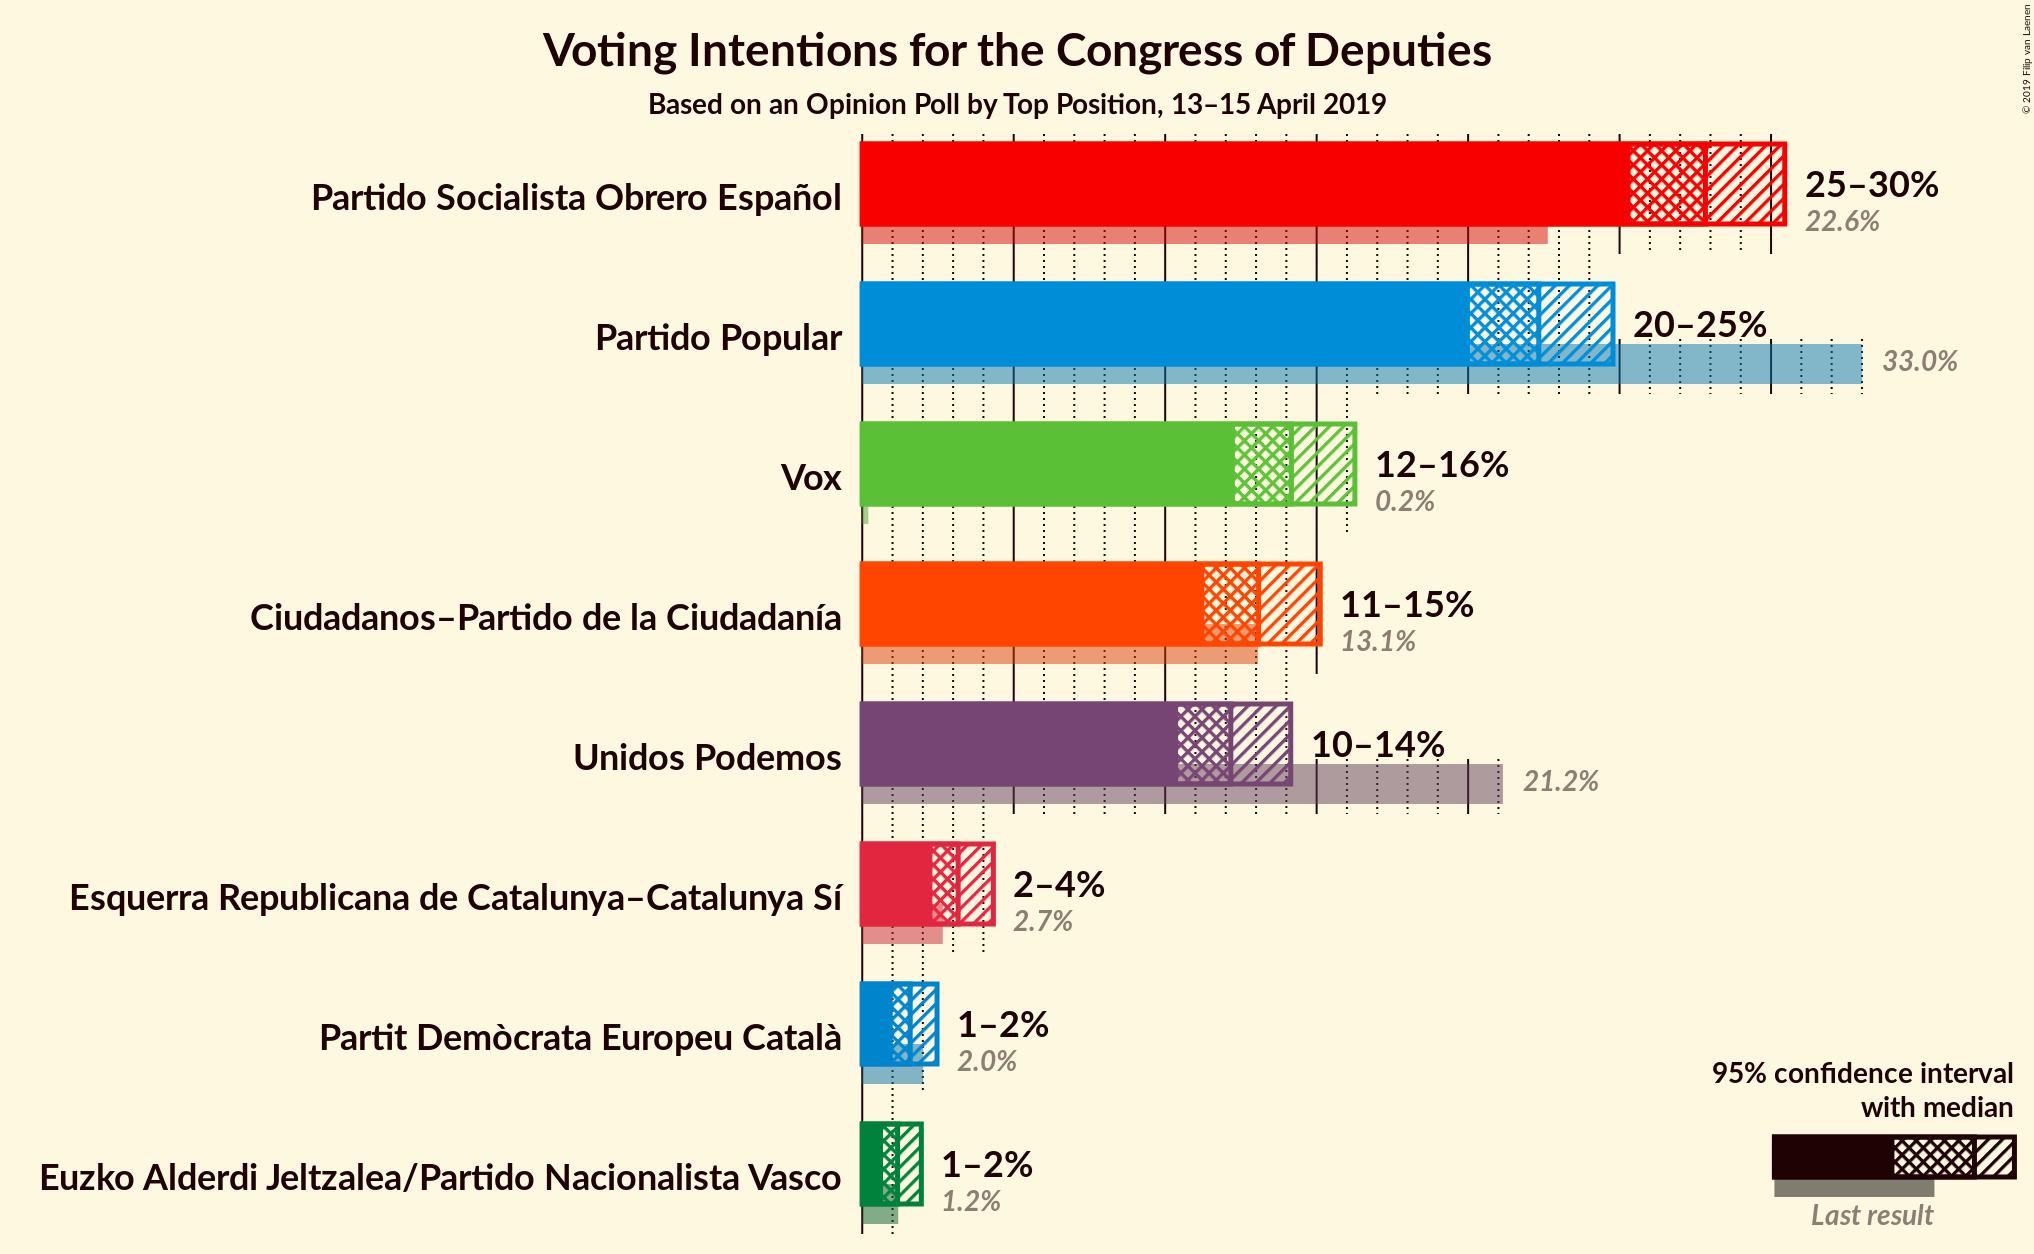 Voting Intentions for the Congress of Deputies
Based on an Opinion Poll by Top Position, 13–15 April 2019
© 2019 Filip van Laenen
Partido Socialista Obrero Español
25–30%
22.6%
Partido Popular
20–25%
33.0%
Vox
12–16%
0.2%
Ciudadanos–Partido de la Ciudadanía
11–15%
13.1%
Unidos Podemos
10–14%
21.2%
Esquerra Republicana de Catalunya–Catalunya Sí
2–4%
2.7%
Partit Demòcrata Europeu Català
1–2%
2.0%
Euzko Alderdi Jeltzalea/Partido Nacionalista Vasco
1–2%
1.2%
95% confidence interval
with median
Last result